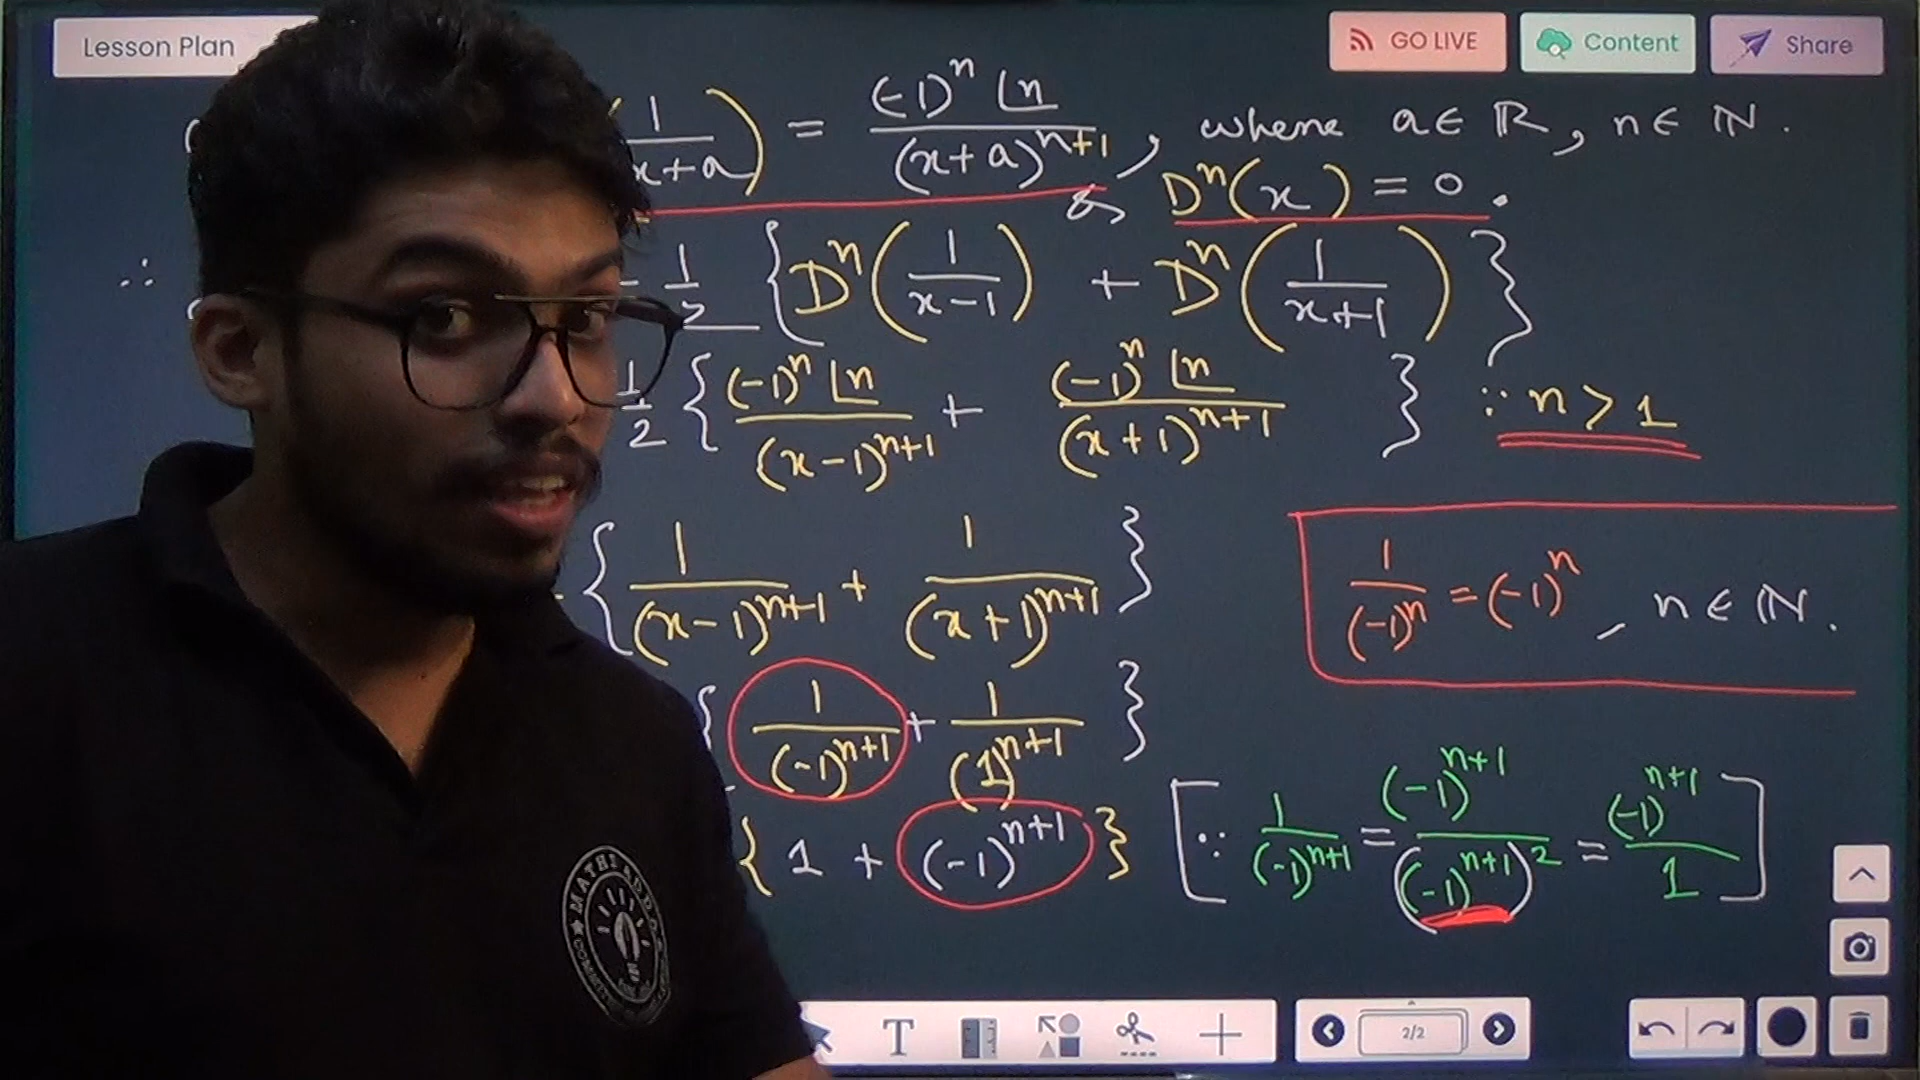 Lesson Plan
GO LIVE
Content
Share
(1/(x+a)) = (-1)ⁿ ∟n/(x+a)ⁿ⁺¹, where a ∈ ℝ, n ∈ ℕ.
& Dⁿ(x) = 0.
∴ 1/2 {Dⁿ(1/(x-1)) + Dⁿ(1/(x+1))}
1/2 {(-1)ⁿ ∟n/(x-1)ⁿ⁺¹ + (-1)ⁿ ∟n/(x+1)ⁿ⁺¹} ∵ n > 1
{1/(x-1)ⁿ⁺¹ + 1/(x+1)ⁿ⁺¹}
1/(-1)ⁿ = (-1)ⁿ, n ∈ ℕ.
{1/(-1)ⁿ⁺¹ + 1/(1)ⁿ⁺¹}
{1 + (-1)ⁿ⁺¹} [∵ 1/(-1)ⁿ⁺¹ = (-1)ⁿ⁺¹/((-1)ⁿ⁺¹)² = (-1)ⁿ⁺¹/1]
T
2/2